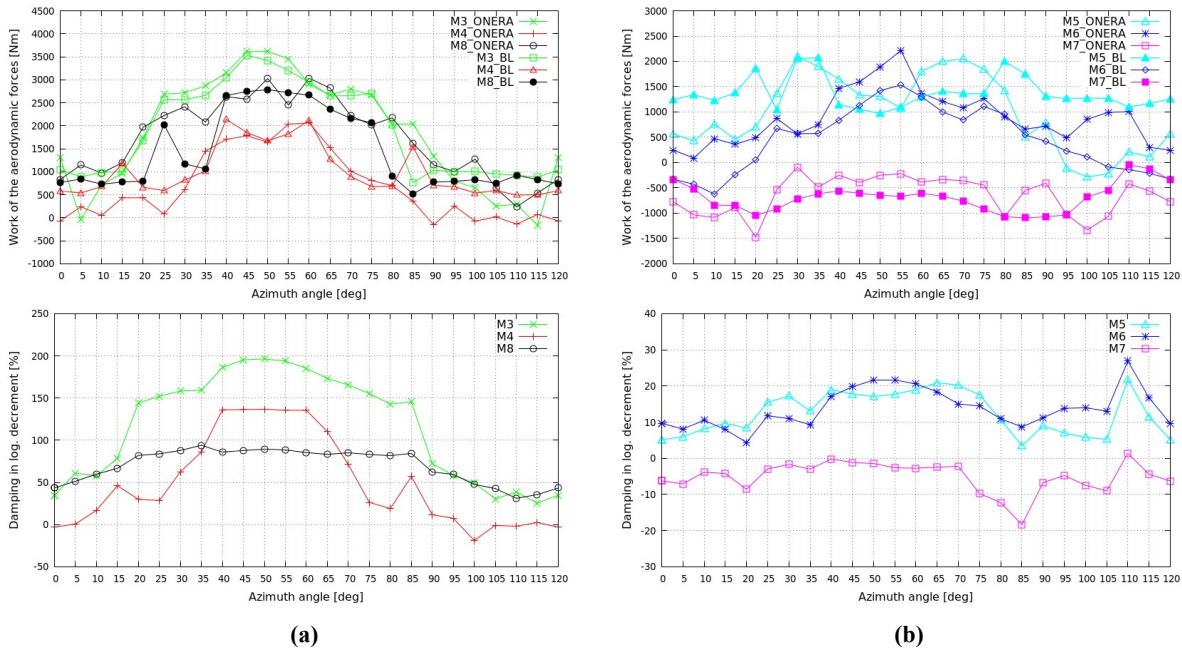 4500
4000
3500
3000
2500
2000
1500
1000
500
0
-500
-1000
Work of the aerodynamic forces [Nm]
M3_ONERA
M4_ONERA
M8_ONERA
M3_BL
M4_BL
M8_BL
0 5 10 15 20 25 30 35 40 45 50 55 60 65 70 75 80 85 90 95 100 105 110 115 120
Azimuth angle [deg]
3000
2500
2000
1500
1000
500
0
-500
-1000
-1500
-2000
Work of the aerodynamic forces [Nm]
M5_ONERA
M6_ONERA
M7_ONERA
M5_BL
M6_BL
M7_BL
0 5 10 15 20 25 30 35 40 45 50 55 60 65 70 75 80 85 90 95 100 105 110 115 120
Azimuth angle [deg]
250
200
150
100
50
0
-50
Damping in log. decrement [%]
M3
M4
M8
0 5 10 15 20 25 30 35 40 45 50 55 60 65 70 75 80 85 90 95 100 105 110 115 120
Azimuth angle [deg]
40
30
20
10
0
-10
-20
-30
Damping in log. decrement [%]
M5
M6
M7
0 5 10 15 20 25 30 35 40 45 50 55 60 65 70 75 80 85 90 95 100 105 110 115 120
Azimuth angle [deg]
(a)
(b)